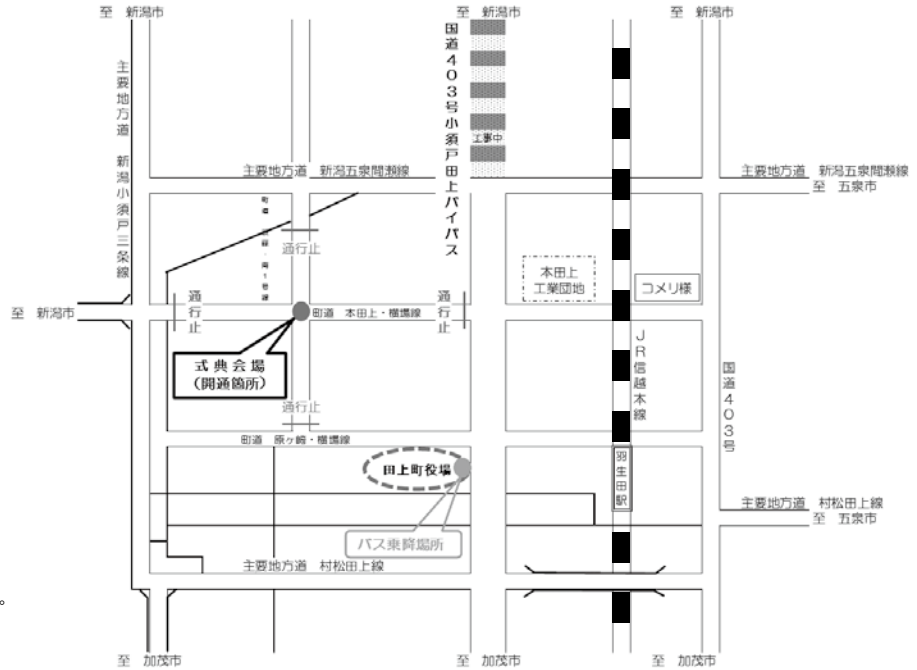 至 新潟市
至 新潟市
至 新潟市
主要地方道 新潟小須戸三条線
国道403号小須戸田上バイパス
工事中
主要地方道 新潟五泉間瀬線
主要地方道 新潟五泉間瀬線
至 五泉市
通行止
本田上
工業団地
コメリ様
通行止
通行止
至 新潟市
町道 本田上・横場線
式典会場
(開通箇所)
JR信越本線
国道403号
通行止
町道 原ヶ崎・横場線
田上町役場
羽生田駅
バス乗降場所
主要地方道 村松田上線
至 五泉市
主要地方道 村松田上線
。
至 加茂市
至 加茂市
至 加茂市